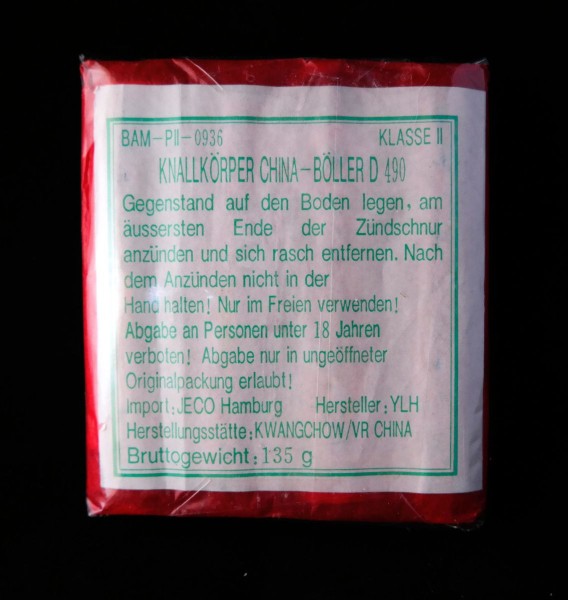 BAM-PII-0936 KLASSE II
KNALLKÖRPER CHINA-BÖLLER D 490
Gegenstand auf den Boden legen, am
äussersten Ende der Zündschnur
anzünden und sich rasch entfernen. Nach
dem Anzünden nicht in der
Hand halten! Nur im Freien verwenden!
Abgabe an Personen unter 18 Jahren
verboten! Abgabe nur in ungeöffneter
Originalpackung erlaubt!
Import: JECO Hamburg Hersteller: YLH
Herstellungsstätte: KWANGCHOW/VR CHINA
Bruttogewicht: 135 g